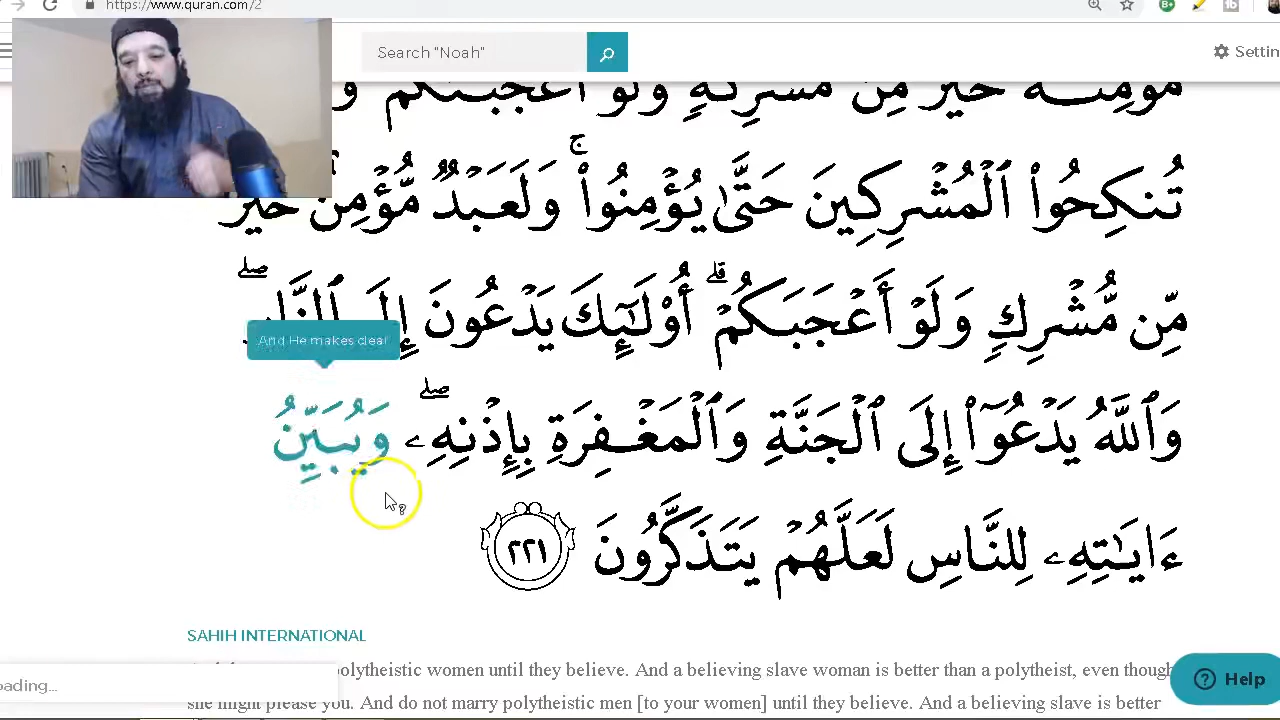 https://www.quran.com/2
Search "Noah"
Settin
مُؤْمِنَةٌ خَيْرٌ مِّن مُّشْرِكَةٍ وَلَوْ أَعْجَبَتْكُمْ ۗ وَ
تُنكِحُوا۟ ٱلْمُشْرِكِينَ حَتَّىٰ يُؤْمِنُوا۟ ۚ وَلَعَبْدٌ مُّؤْمِنٌ خَيْرٌ
مِّن مُّشْرِكٍ وَلَوْ أَعْجَبَكُمْ ۗ أُو۟لَـٰٓئِكَ يَدْعُونَ إِلَى ٱلنَّارِ ۖ
And He makes clear
وَٱللَّهُ يَدْعُوٓا۟ إِلَى ٱلْجَنَّةِ وَٱلْمَغْفِرَةِ بِإِذْنِهِۦ ۖ وَيُبَيِّنُ
ءَايَـٰتِهِۦ لِلنَّاسِ لَعَلَّهُمْ يَتَذَكَّرُونَ ٢٢١
SAHIH INTERNATIONAL
polytheistic women until they believe. And a believing slave woman is better than a polytheist, even though
she might please you. And do not marry polytheistic men [to your women] until they believe. And a believing slave is better
oading...
Help